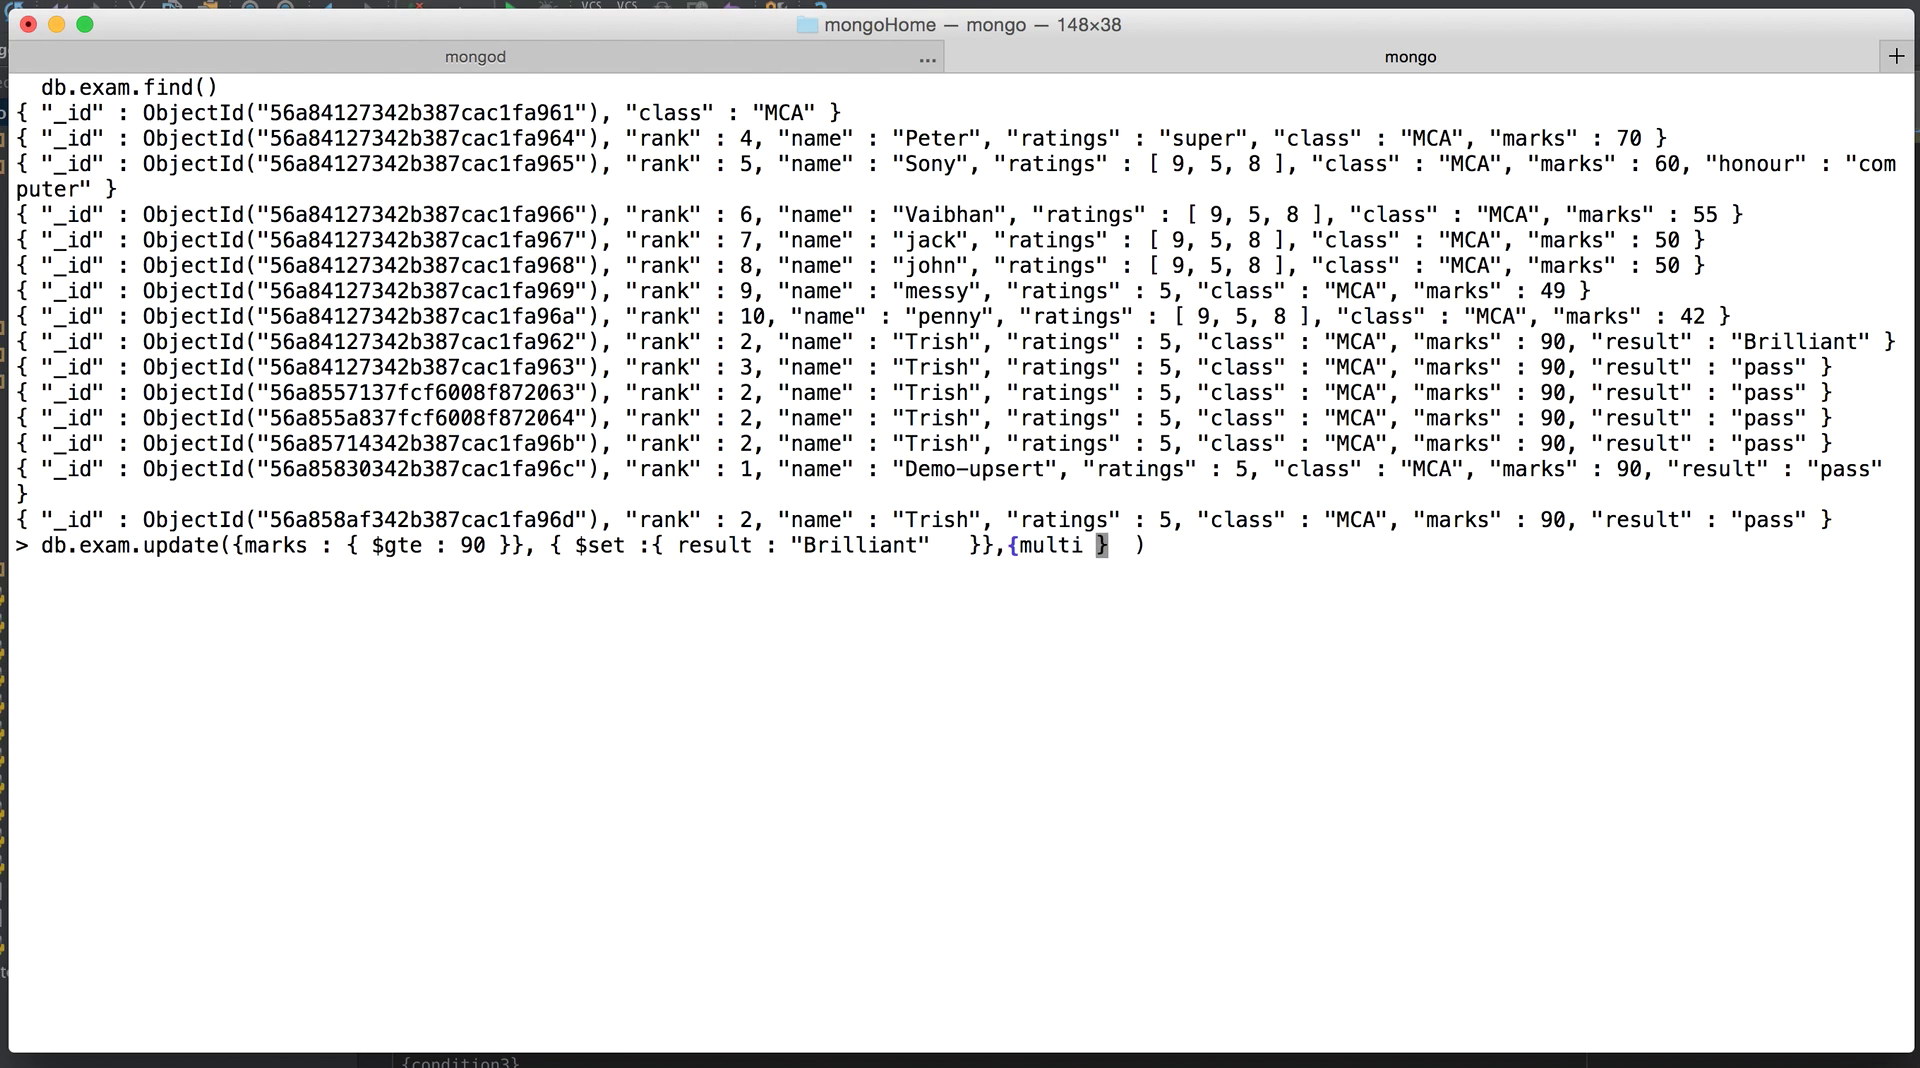 VCS VCS
mongoHome — mongo — 148×38
mongod ... mongo +
db.exam.find()
{ "_id" : ObjectId("56a84127342b387cac1fa961"), "class" : "MCA" }
{ "_id" : ObjectId("56a84127342b387cac1fa964"), "rank" : 4, "name" : "Peter", "ratings" : "super", "class" : "MCA", "marks" : 70 }
{ "_id" : ObjectId("56a84127342b387cac1fa965"), "rank" : 5, "name" : "Sony", "ratings" : [ 9, 5, 8 ], "class" : "MCA", "marks" : 60, "honour" : "com
puter" }
{ "_id" : ObjectId("56a84127342b387cac1fa966"), "rank" : 6, "name" : "Vaibhan", "ratings" : [ 9, 5, 8 ], "class" : "MCA", "marks" : 55 }
{ "_id" : ObjectId("56a84127342b387cac1fa967"), "rank" : 7, "name" : "jack", "ratings" : [ 9, 5, 8 ], "class" : "MCA", "marks" : 50 }
{ "_id" : ObjectId("56a84127342b387cac1fa968"), "rank" : 8, "name" : "john", "ratings" : [ 9, 5, 8 ], "class" : "MCA", "marks" : 50 }
{ "_id" : ObjectId("56a84127342b387cac1fa969"), "rank" : 9, "name" : "messy", "ratings" : 5, "class" : "MCA", "marks" : 49 }
{ "_id" : ObjectId("56a84127342b387cac1fa96a"), "rank" : 10, "name" : "penny", "ratings" : [ 9, 5, 8 ], "class" : "MCA", "marks" : 42 }
{ "_id" : ObjectId("56a84127342b387cac1fa962"), "rank" : 2, "name" : "Trish", "ratings" : 5, "class" : "MCA", "marks" : 90, "result" : "Brilliant" }
{ "_id" : ObjectId("56a84127342b387cac1fa963"), "rank" : 3, "name" : "Trish", "ratings" : 5, "class" : "MCA", "marks" : 90, "result" : "pass" }
{ "_id" : ObjectId("56a8557137fcf6008f872063"), "rank" : 2, "name" : "Trish", "ratings" : 5, "class" : "MCA", "marks" : 90, "result" : "pass" }
{ "_id" : ObjectId("56a855a837fcf6008f872064"), "rank" : 2, "name" : "Trish", "ratings" : 5, "class" : "MCA", "marks" : 90, "result" : "pass" }
{ "_id" : ObjectId("56a85714342b387cac1fa96b"), "rank" : 2, "name" : "Trish", "ratings" : 5, "class" : "MCA", "marks" : 90, "result" : "pass" }
{ "_id" : ObjectId("56a85830342b387cac1fa96c"), "rank" : 1, "name" : "Demo-upsert", "ratings" : 5, "class" : "MCA", "marks" : 90, "result" : "pass"
}
{ "_id" : ObjectId("56a858af342b387cac1fa96d"), "rank" : 2, "name" : "Trish", "ratings" : 5, "class" : "MCA", "marks" : 90, "result" : "pass" }
> db.exam.update({marks : { $gte : 90 }}, { $set :{ result : "Brilliant"   }},{multi }  )
{condition3}